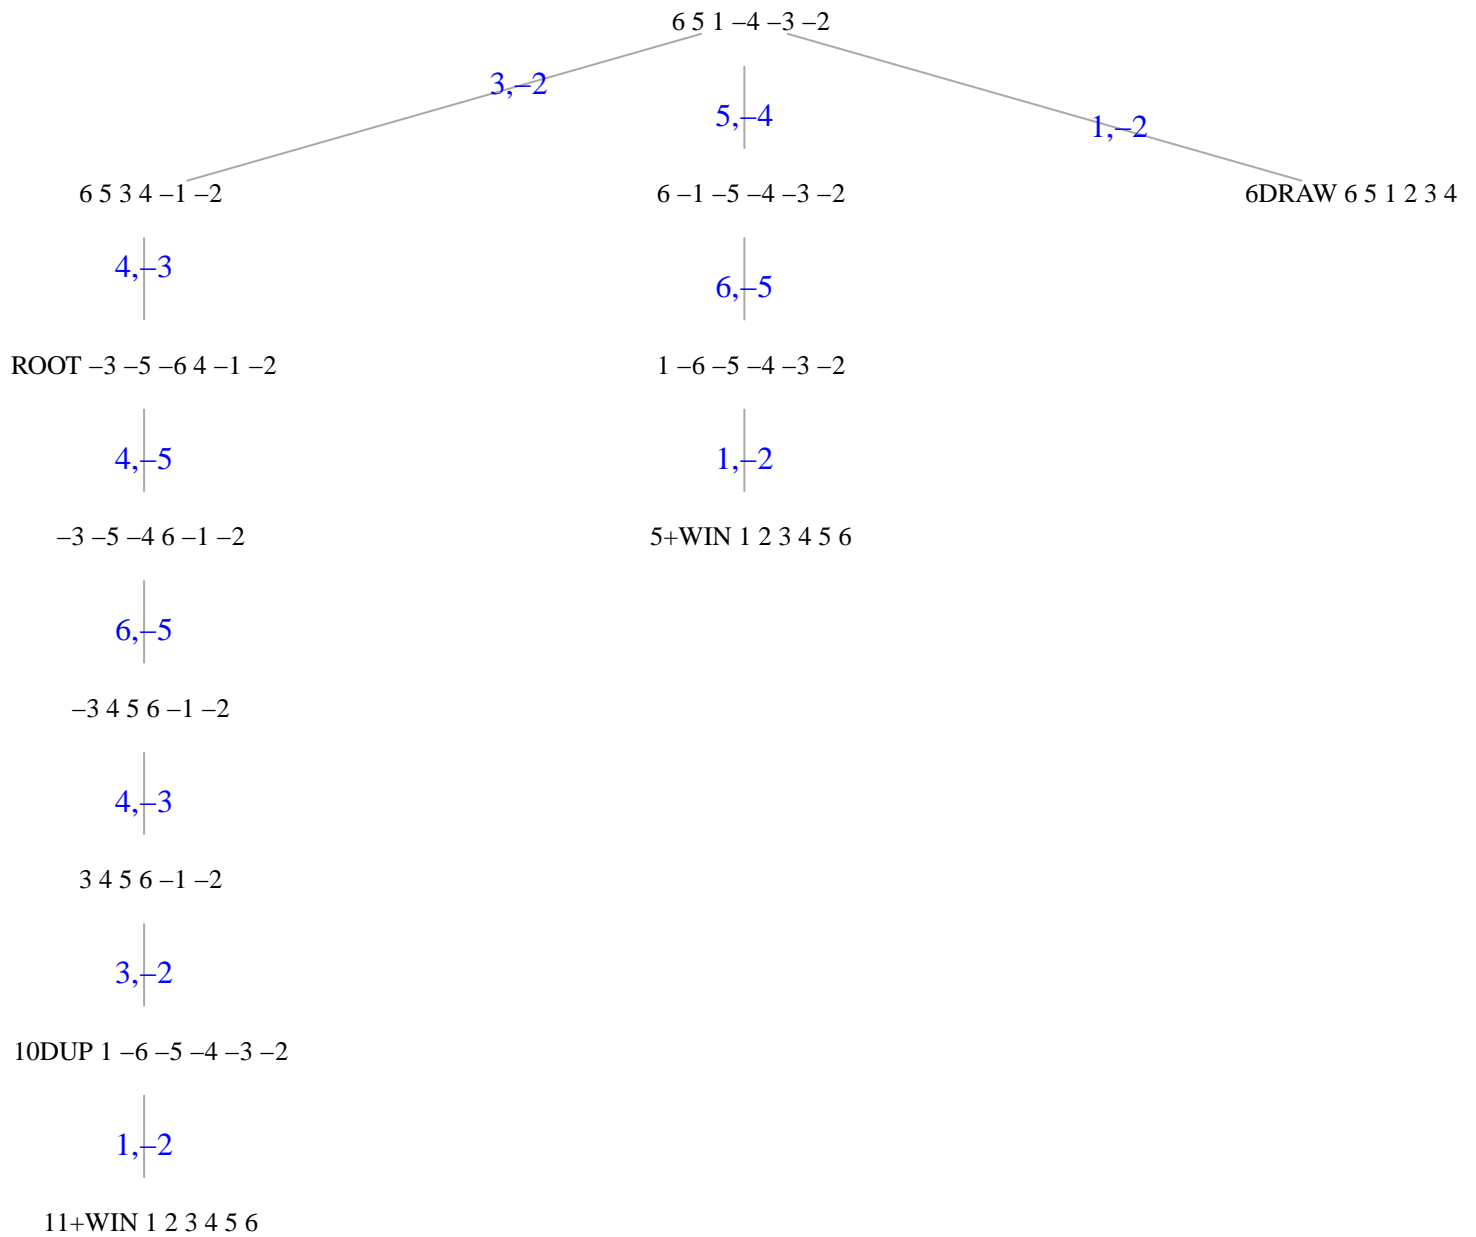 6 5 1 –4 –3 –2
3,–2
5,–4
1,–2
6 5 3 4 –1 –2
6 –1 –5 –4 –3 –2
6DRAW 6 5 1 2 3 4
4,–3
6,–5
ROOT –3 –5 –6 4 –1 –2
1 –6 –5 –4 –3 –2
4,–5
1,–2
–3 –5 –4 6 –1 –2
5+WIN 1 2 3 4 5 6
6,–5
–3 4 5 6 –1 –2
4,–3
3 4 5 6 –1 –2
3,–2
10DUP 1 –6 –5 –4 –3 –2
1,–2
11+WIN 1 2 3 4 5 6